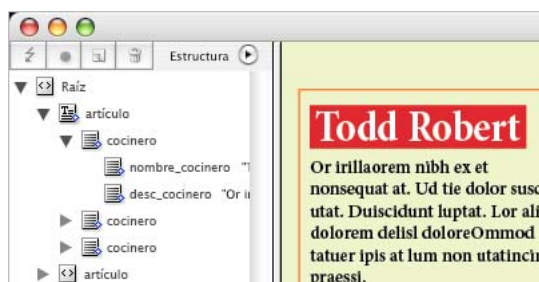 Estructura
Raíz
artículo
cocinero
nombre_cocinero
desc_cocinero "Or
cocinero
cocinero
artículo
Todd Robert
Or irillaorem nibh ex et
nonsequat at. Ud tie dolor susc
utat. Duiscidunt luptat. Lor ali
dolorem delisl doloreOmmod
tatuer ipis at lum non utatincin
praessi.